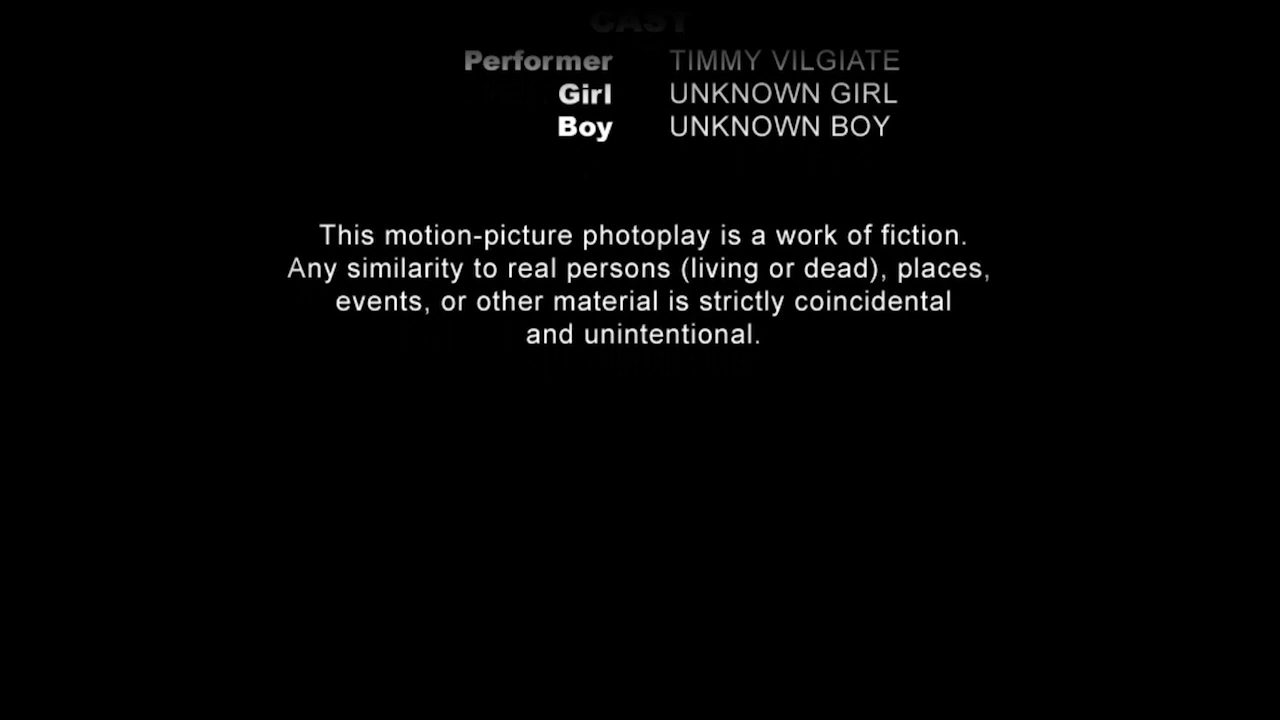 CAST
Performer TIMMY VILGIATE
Girl UNKNOWN GIRL
Boy UNKNOWN BOY
This motion-picture photoplay is a work of fiction.
Any similarity to real persons (living or dead), places,
events, or other material is strictly coincidental
and unintentional.